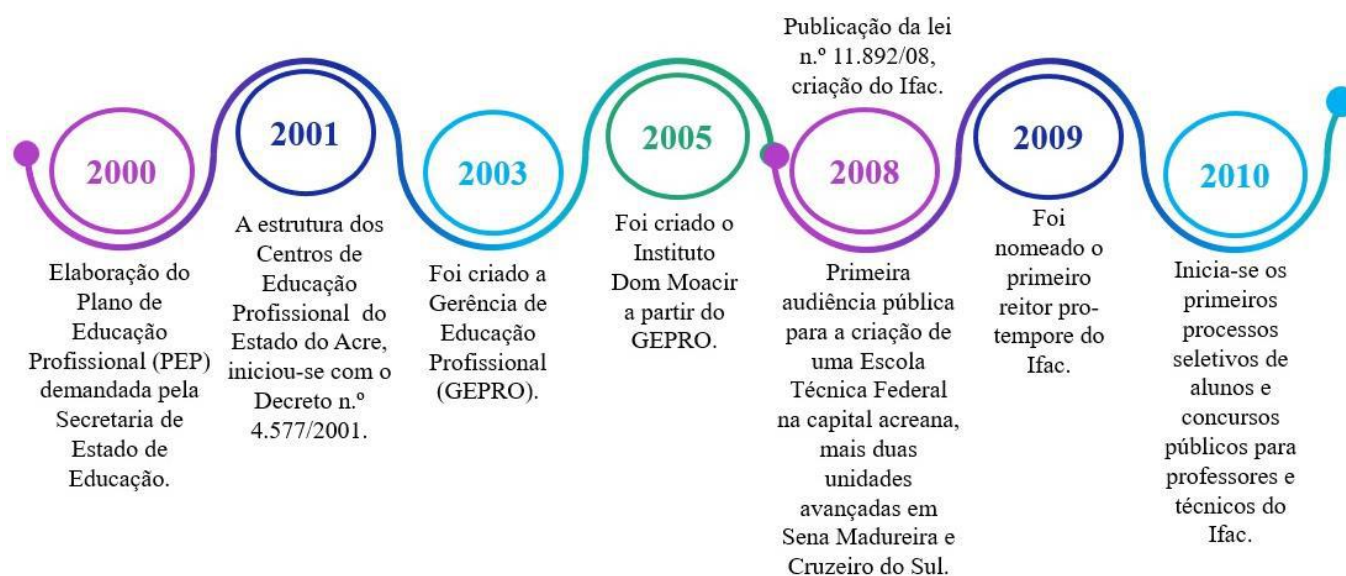 2000
Elaboração do
Plano de
Educação
Profissional (PEP)
demandada pela
Secretaria de
Estado de
Educação.
2001
A estrutura dos
Centros de
Educação
Profissional do
Estado do Acre,
iniciou-se com o
Decreto n.º
4.577/2001.
2003
Foi criado a
Gerência de
Educação
Profissional
(GEPRO).
2005
Foi criado o
Instituto
Dom Moacir
a partir do
GEPRO.
Publicação da lei
n.º 11.892/08,
criação do Ifac.
2008
Primeira
audiência pública
para a criação de
uma Escola
Técnica Federal
na capital acreana,
mais duas
unidades
avançadas em
Sena Madureira e
Cruzeiro do Sul.
2009
Foi
nomeado o
primeiro
reitor pro-
tempore do
Ifac.
2010
Inicia-se os
primeiros
processos
seletivos de
alunos e
concursos
públicos para
professores e
técnicos do
Ifac.